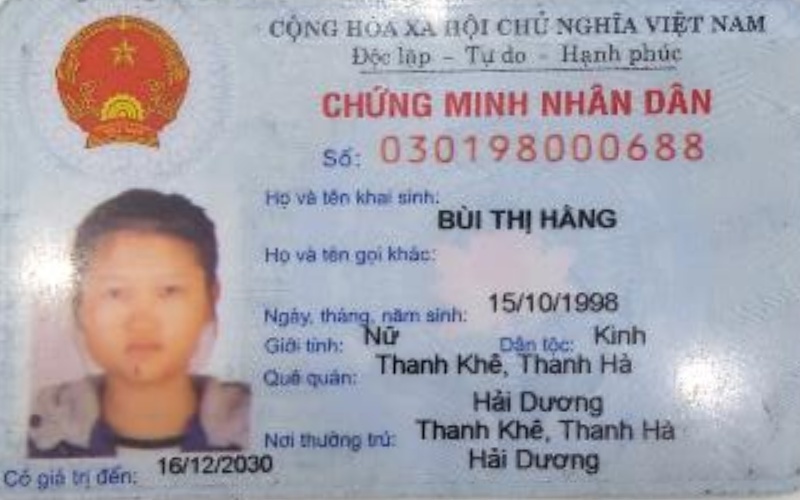 CỘNG HÒA XÃ HỘI CHỦ NGHĨA VIỆT NAM
Độc lập - Tự do - Hạnh phúc
CHỨNG MINH NHÂN DÂN
Số: 030198000688
Họ và tên khai sinh:
BÙI THỊ HẰNG
Họ và tên gọi khác:
Ngày, tháng, năm sinh: 15/10/1998
Giới tính: Nữ Dân tộc: Kinh
Quê quán: Thanh Khê, Thanh Hà
Hải Dương
Nơi thường trú: Thanh Khê, Thanh Hà
Hải Dương
Có giá trị đến: 16/12/2030